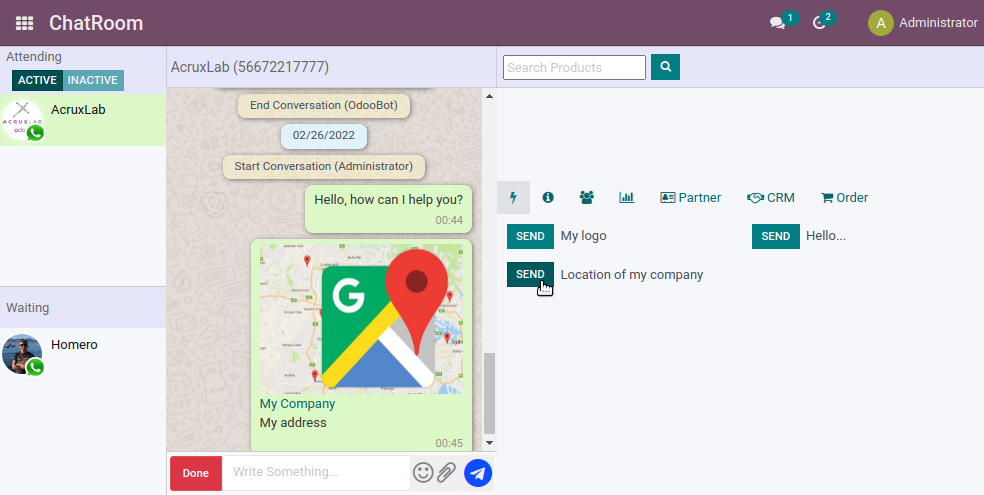 ChatRoom
1
2
A
Administrator
Attending
ACTIVE INACTIVE
ACRUXLAB
AcruxLab
Waiting
Homero
AcruxLab (56672217777)
End Conversation (OdooBot)
02/26/2022
Start Conversation (Administrator)
Hello, how can I help you?
00:44
G
My Company
My address
00:45
Done
Write Something...
Search Products
Partner
CRM
Order
SEND My logo
SEND Hello...
SEND Location of my company